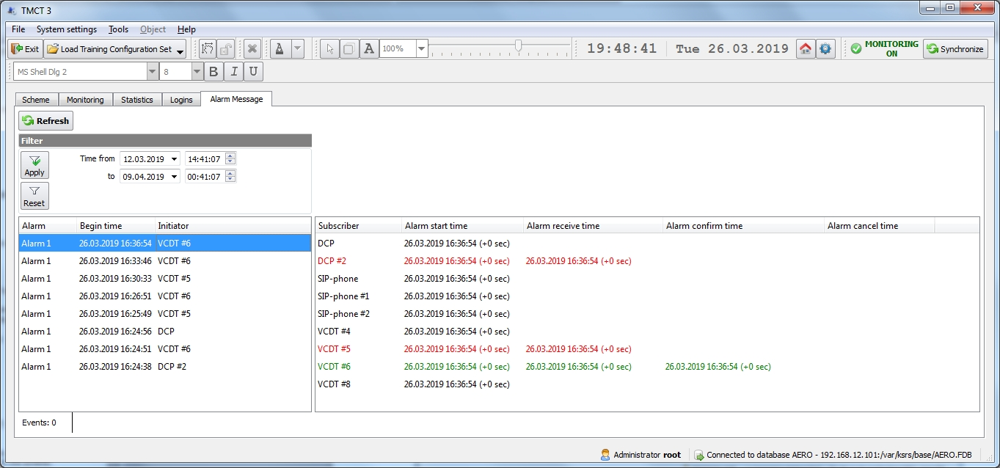 TMCT 3
File System settings Tools Object Help
Exit Load Training Configuration Set A A 100% 19:48:41 Tue 26.03.2019 MONITORING ON Synchronize
MS Shell Dlg 2 8 B I U
Scheme Monitoring Statistics Logins Alarm Message
Refresh
Filter
Apply Time from 12.03.2019 14:41:07
to 09.04.2019 00:41:07
Reset
Alarm Begin time Initiator
Alarm 1 26.03.2019 16:36:54 VCDT #6
Alarm 1 26.03.2019 16:33:46 VCDT #6
Alarm 1 26.03.2019 16:30:33 VCDT #5
Alarm 1 26.03.2019 16:26:51 VCDT #6
Alarm 1 26.03.2019 16:25:49 VCDT #5
Alarm 1 26.03.2019 16:24:56 DCP
Alarm 1 26.03.2019 16:24:51 VCDT #6
Alarm 1 26.03.2019 16:24:38 DCP #2
Subscriber Alarm start time Alarm receive time Alarm confirm time Alarm cancel time
DCP 26.03.2019 16:36:54 (+0 sec)
DCP #2 26.03.2019 16:36:54 (+0 sec) 26.03.2019 16:36:54 (+0 sec)
SIP-phone 26.03.2019 16:36:54 (+0 sec)
SIP-phone #1 26.03.2019 16:36:54 (+0 sec)
SIP-phone #2 26.03.2019 16:36:54 (+0 sec)
VCDT #4 26.03.2019 16:36:54 (+0 sec)
VCDT #5 26.03.2019 16:36:54 (+0 sec) 26.03.2019 16:36:54 (+0 sec)
VCDT #6 26.03.2019 16:36:54 (+0 sec) 26.03.2019 16:36:54 (+0 sec) 26.03.2019 16:36:54 (+0 sec)
VCDT #8 26.03.2019 16:36:54 (+0 sec)
Events: 0
Administrator root Connected to database AERO - 192.168.12.101:/var/ksrs/base/AERO.FDB